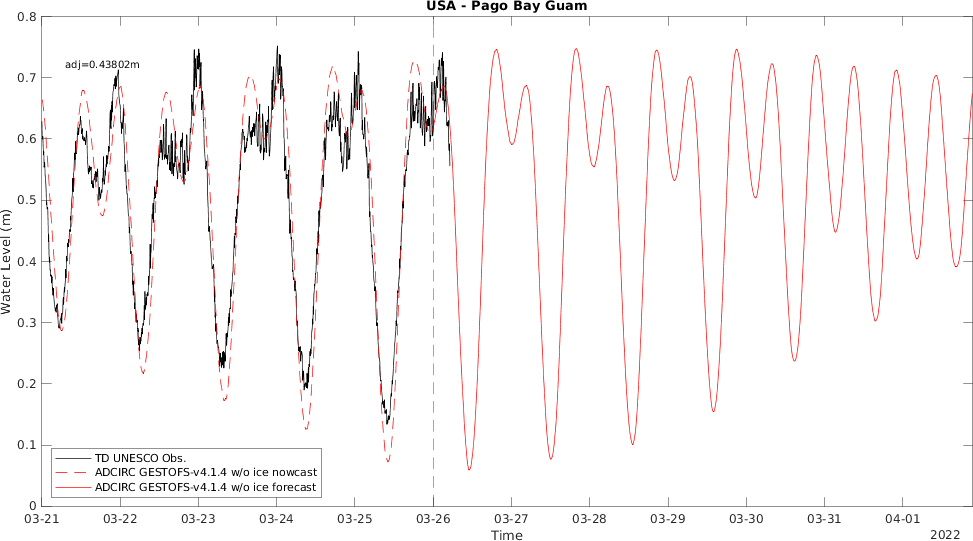 USA - Pago Bay Guam
adj=0.43802m
0.8
0.7
0.6
0.5
0.4
0.3
0.2
0.1
0
Water Level (m)
TD UNESCO Obs.
ADCIRC GESTOFS-v4.1.4 w/o ice nowcast
ADCIRC GESTOFS-v4.1.4 w/o ice forecast
03-21 03-22 03-23 03-24 03-25 03-26 03-27 03-28 03-29 03-30 03-31 04-01
Time
2022